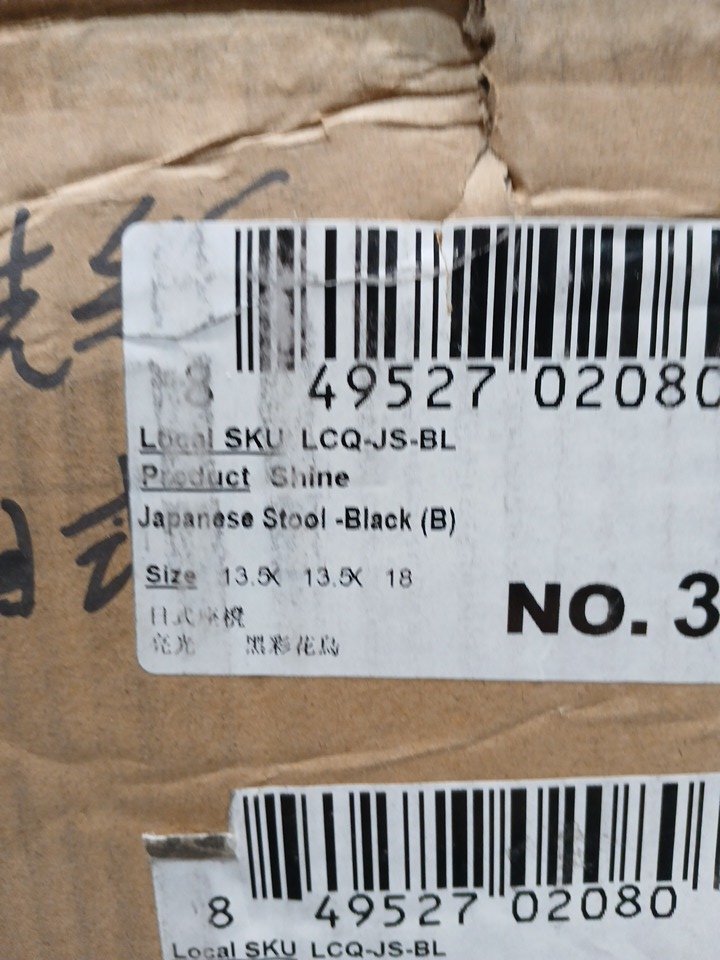 8 49527 02080
Local SKU LCQ-JS-BL
Product Shine
Japanese Stool -Black (B)
Size 13.5X 13.5X 18
NO. 3
日式座櫈
亮光 黑彩花鳥
8 49527 02080
Local SKU LCQ-JS-BL